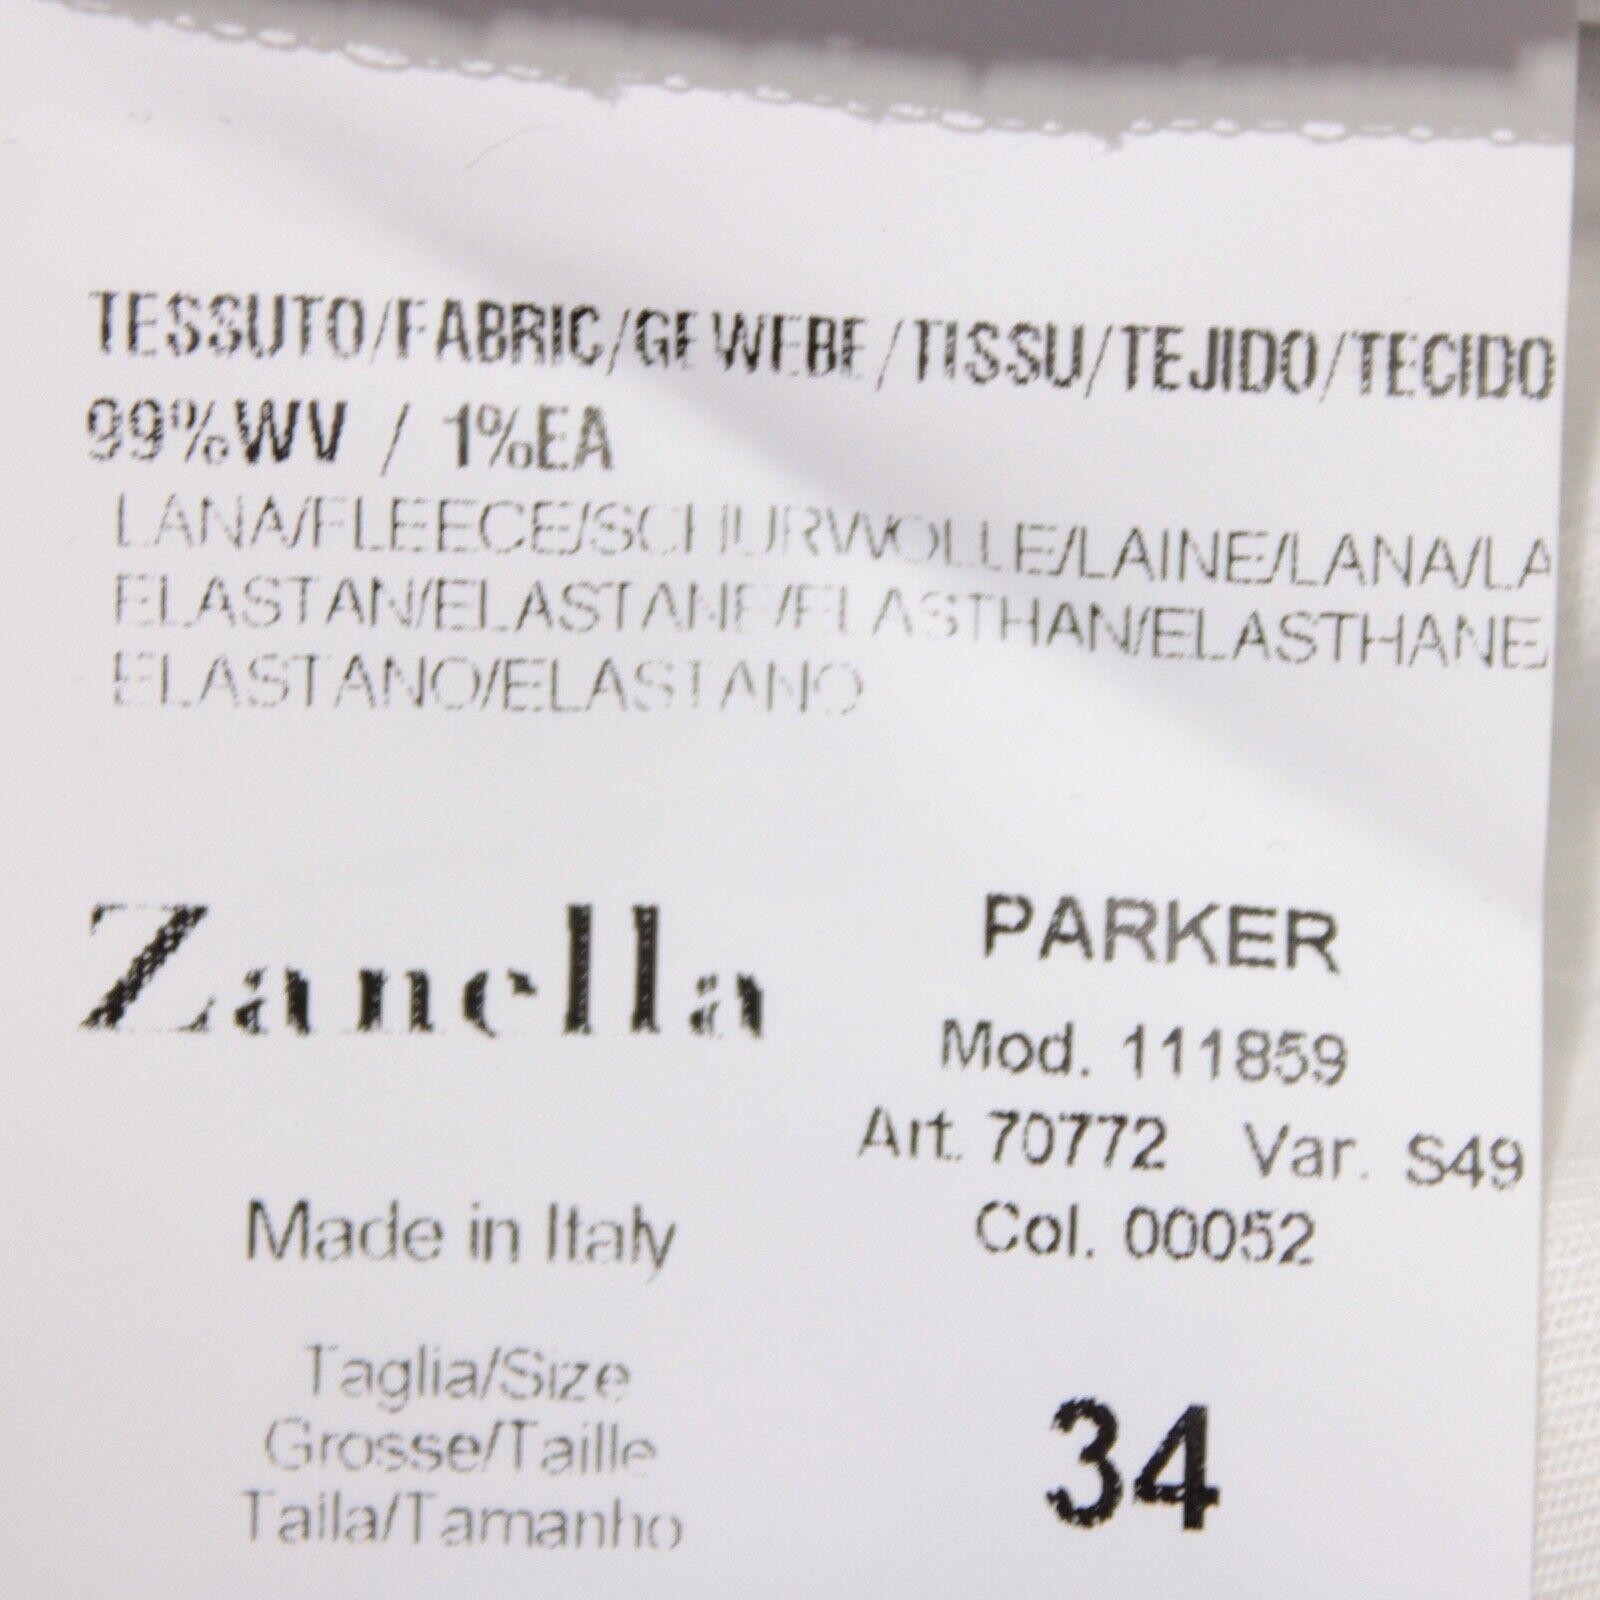 TESSUTO/FABRIC/GEWEBE/TISSU/TEJIDO/TECIDO
99%WV / 1%EA
LANA/FLEECE/SCHURWOLLE/LAINE/LANA/LA
ELASTAN/ELASTANE/ELASTHAN/ELASTHANE/
ELASTANO/ELASTANO
Zanella
PARKER
Mod. 111859
Art. 70772 Var. S49
Col. 00052
Made in Italy
Taglia/Size
Grosse/Taille
Taila/Tamanho
34